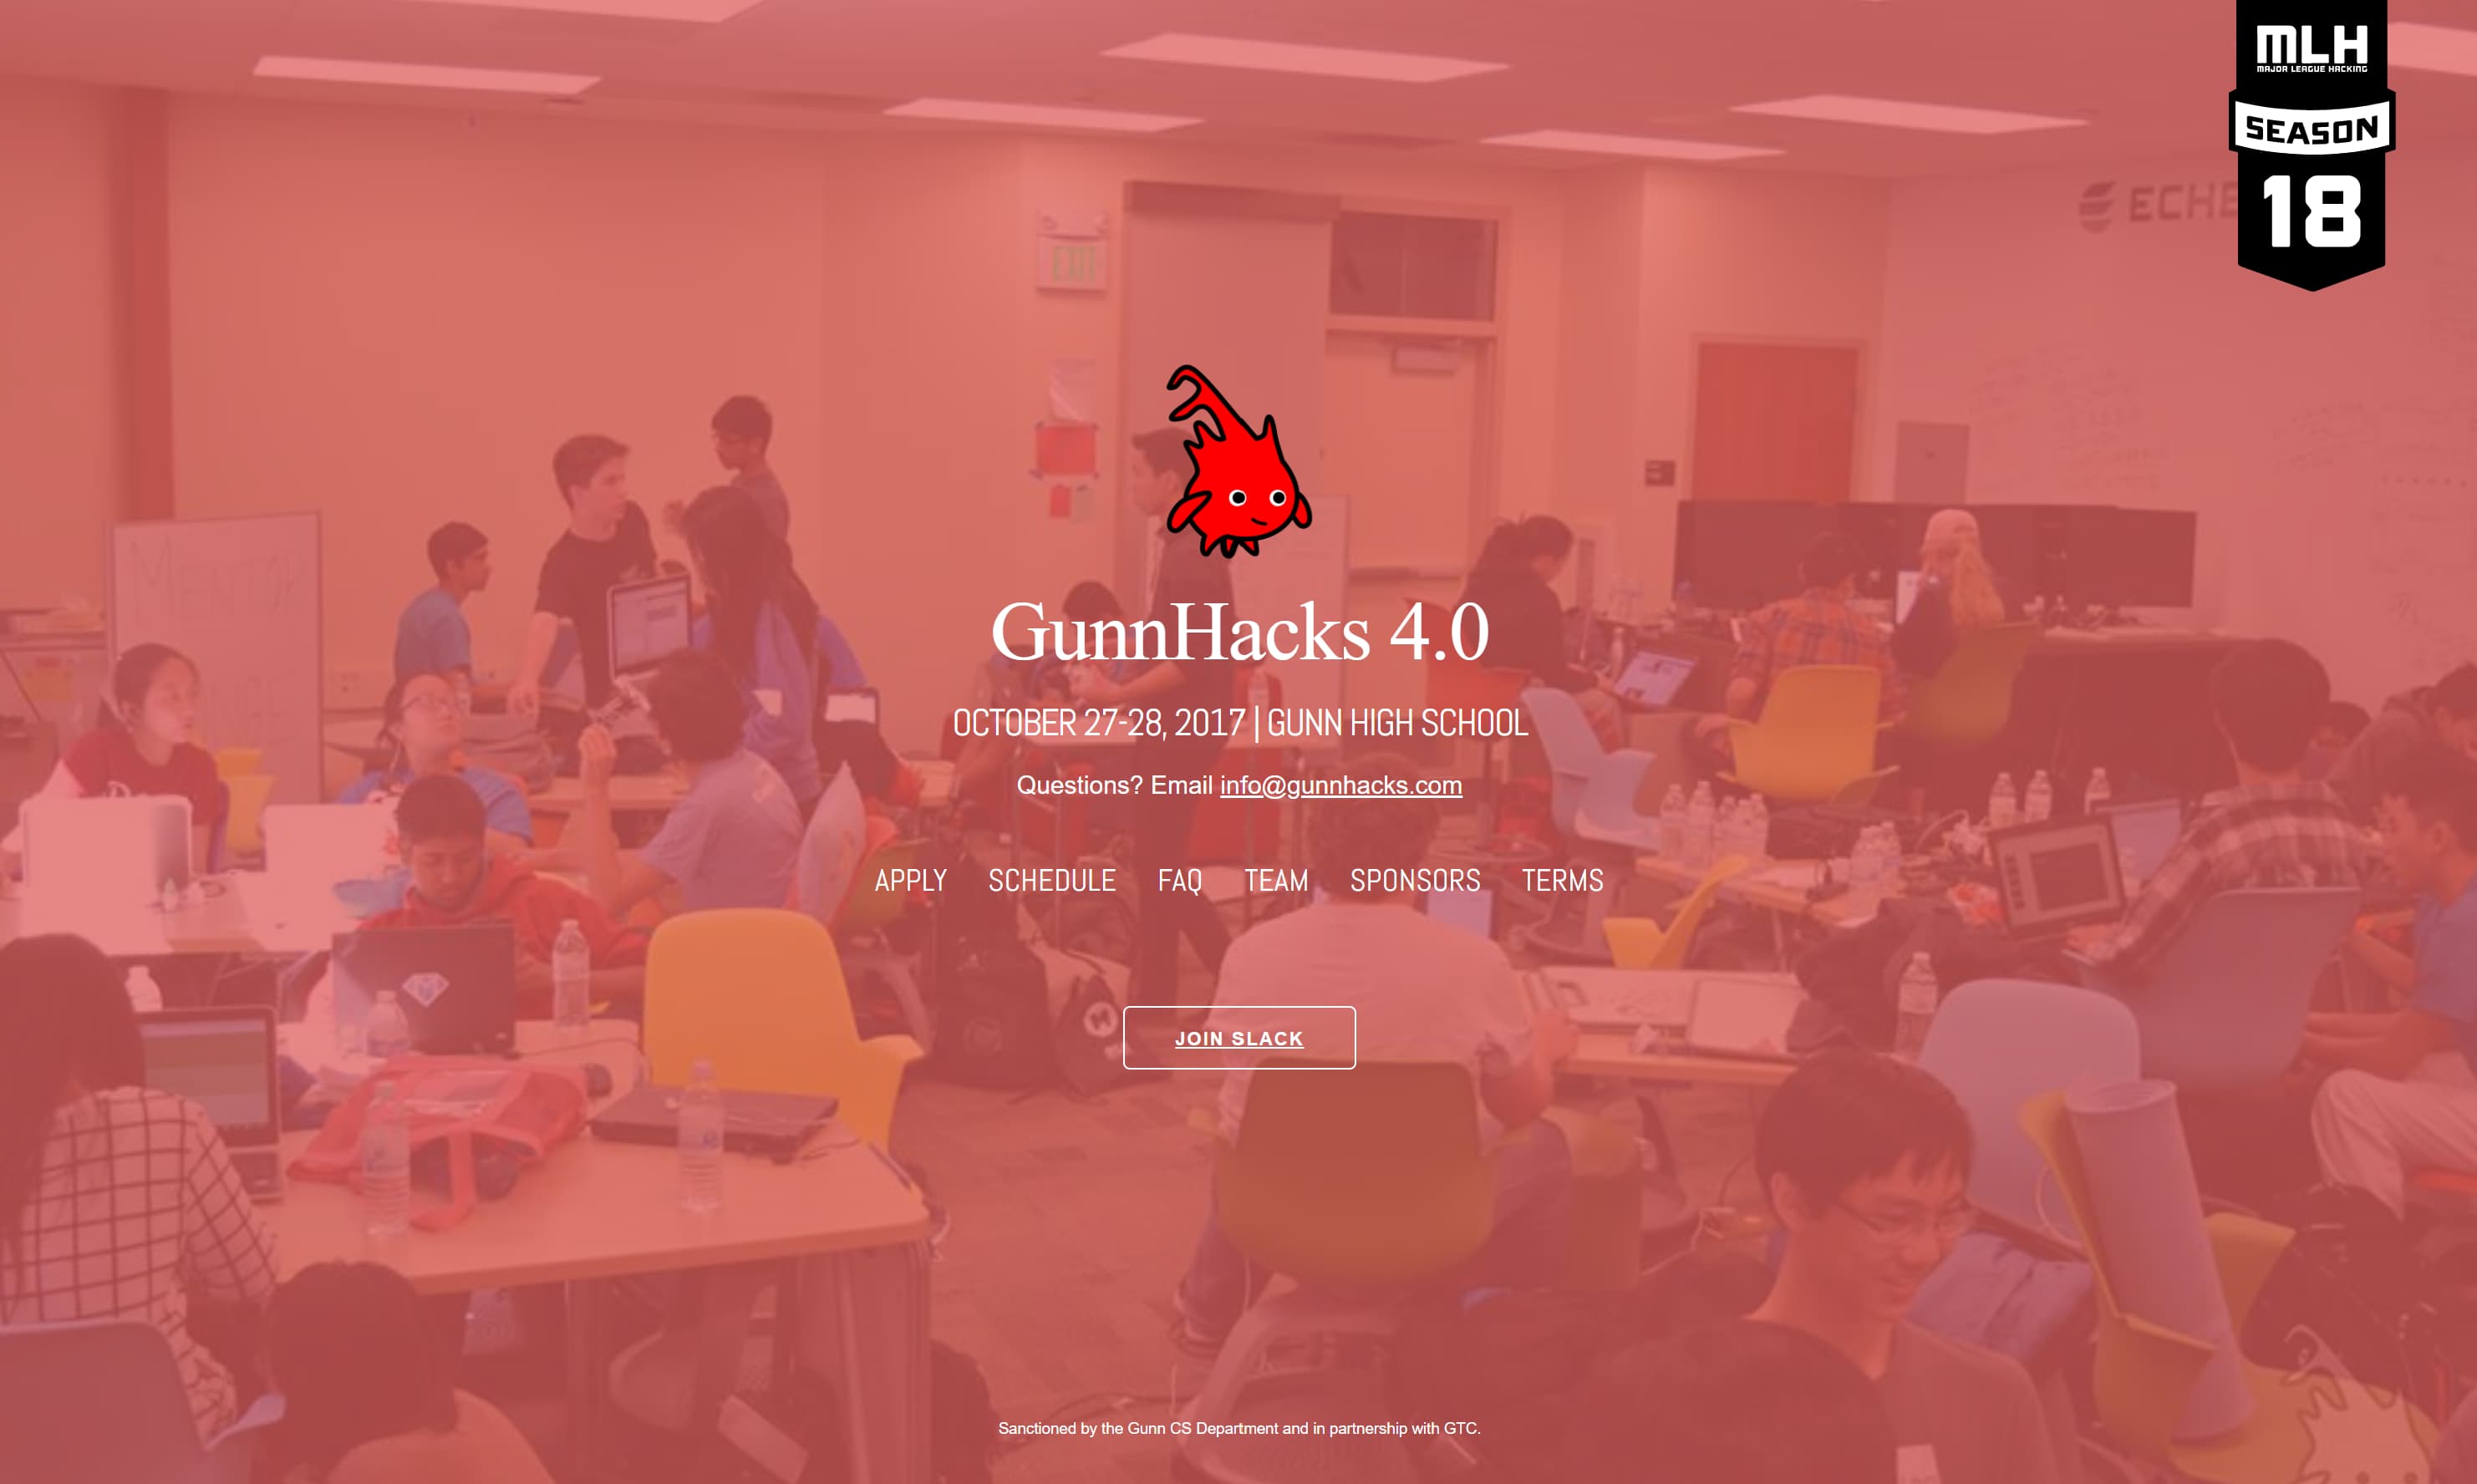 MLH
MAJOR LEAGUE HACKING
SEASON
18
EXIT
MENTOR
GunnHacks 4.0
OCTOBER 27-28, 2017 | GUNN HIGH SCHOOL
Questions? Email info@gunnhacks.com
APPLY SCHEDULE FAQ TEAM SPONSORS TERMS
JOIN SLACK
Sanctioned by the Gunn CS Department and in partnership with GTC.